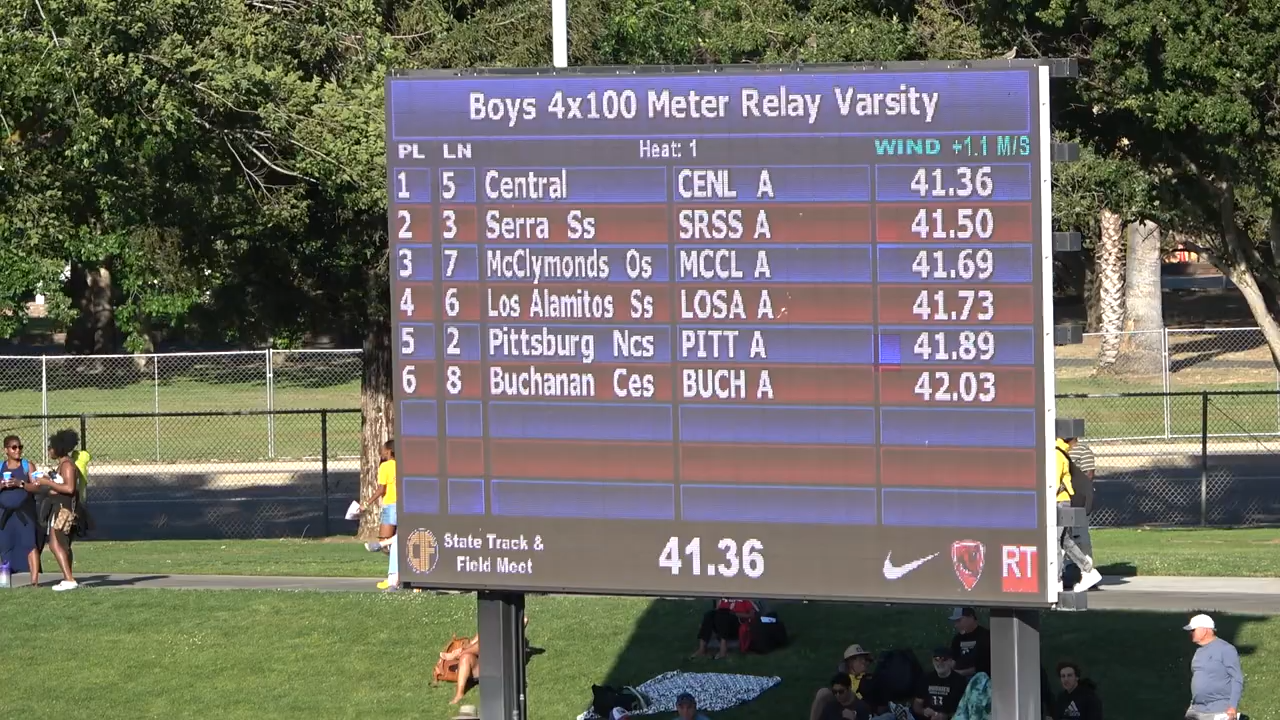 Boys 4x100 Meter Relay Varsity
PL LN Heat: 1 WIND +1.1 M/S
1 5 Central CENL A 41.36
2 3 Serra Ss SRSS A 41.50
3 7 McClymonds Os MCCL A 41.69
4 6 Los Alamitos Ss LOSA A 41.73
5 2 Pittsburg Ncs PITT A 41.89
6 8 Buchanan Ces BUCH A 42.03
CIF State Track & 41.36 RT
Field Meet